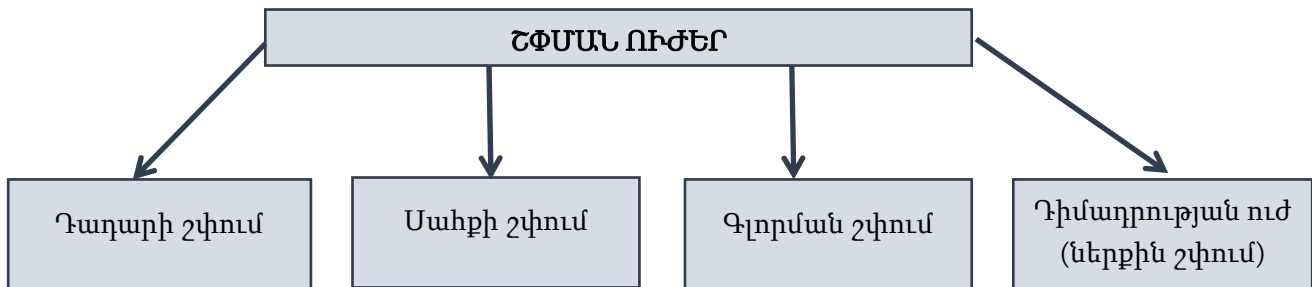 ՇՓՄԱՆ ՈՒԺԵՐ
Դադարի շփում
Սահքի շփում
Գլորման շփում
Դիմադրության ուժ
(ներքին շփում)